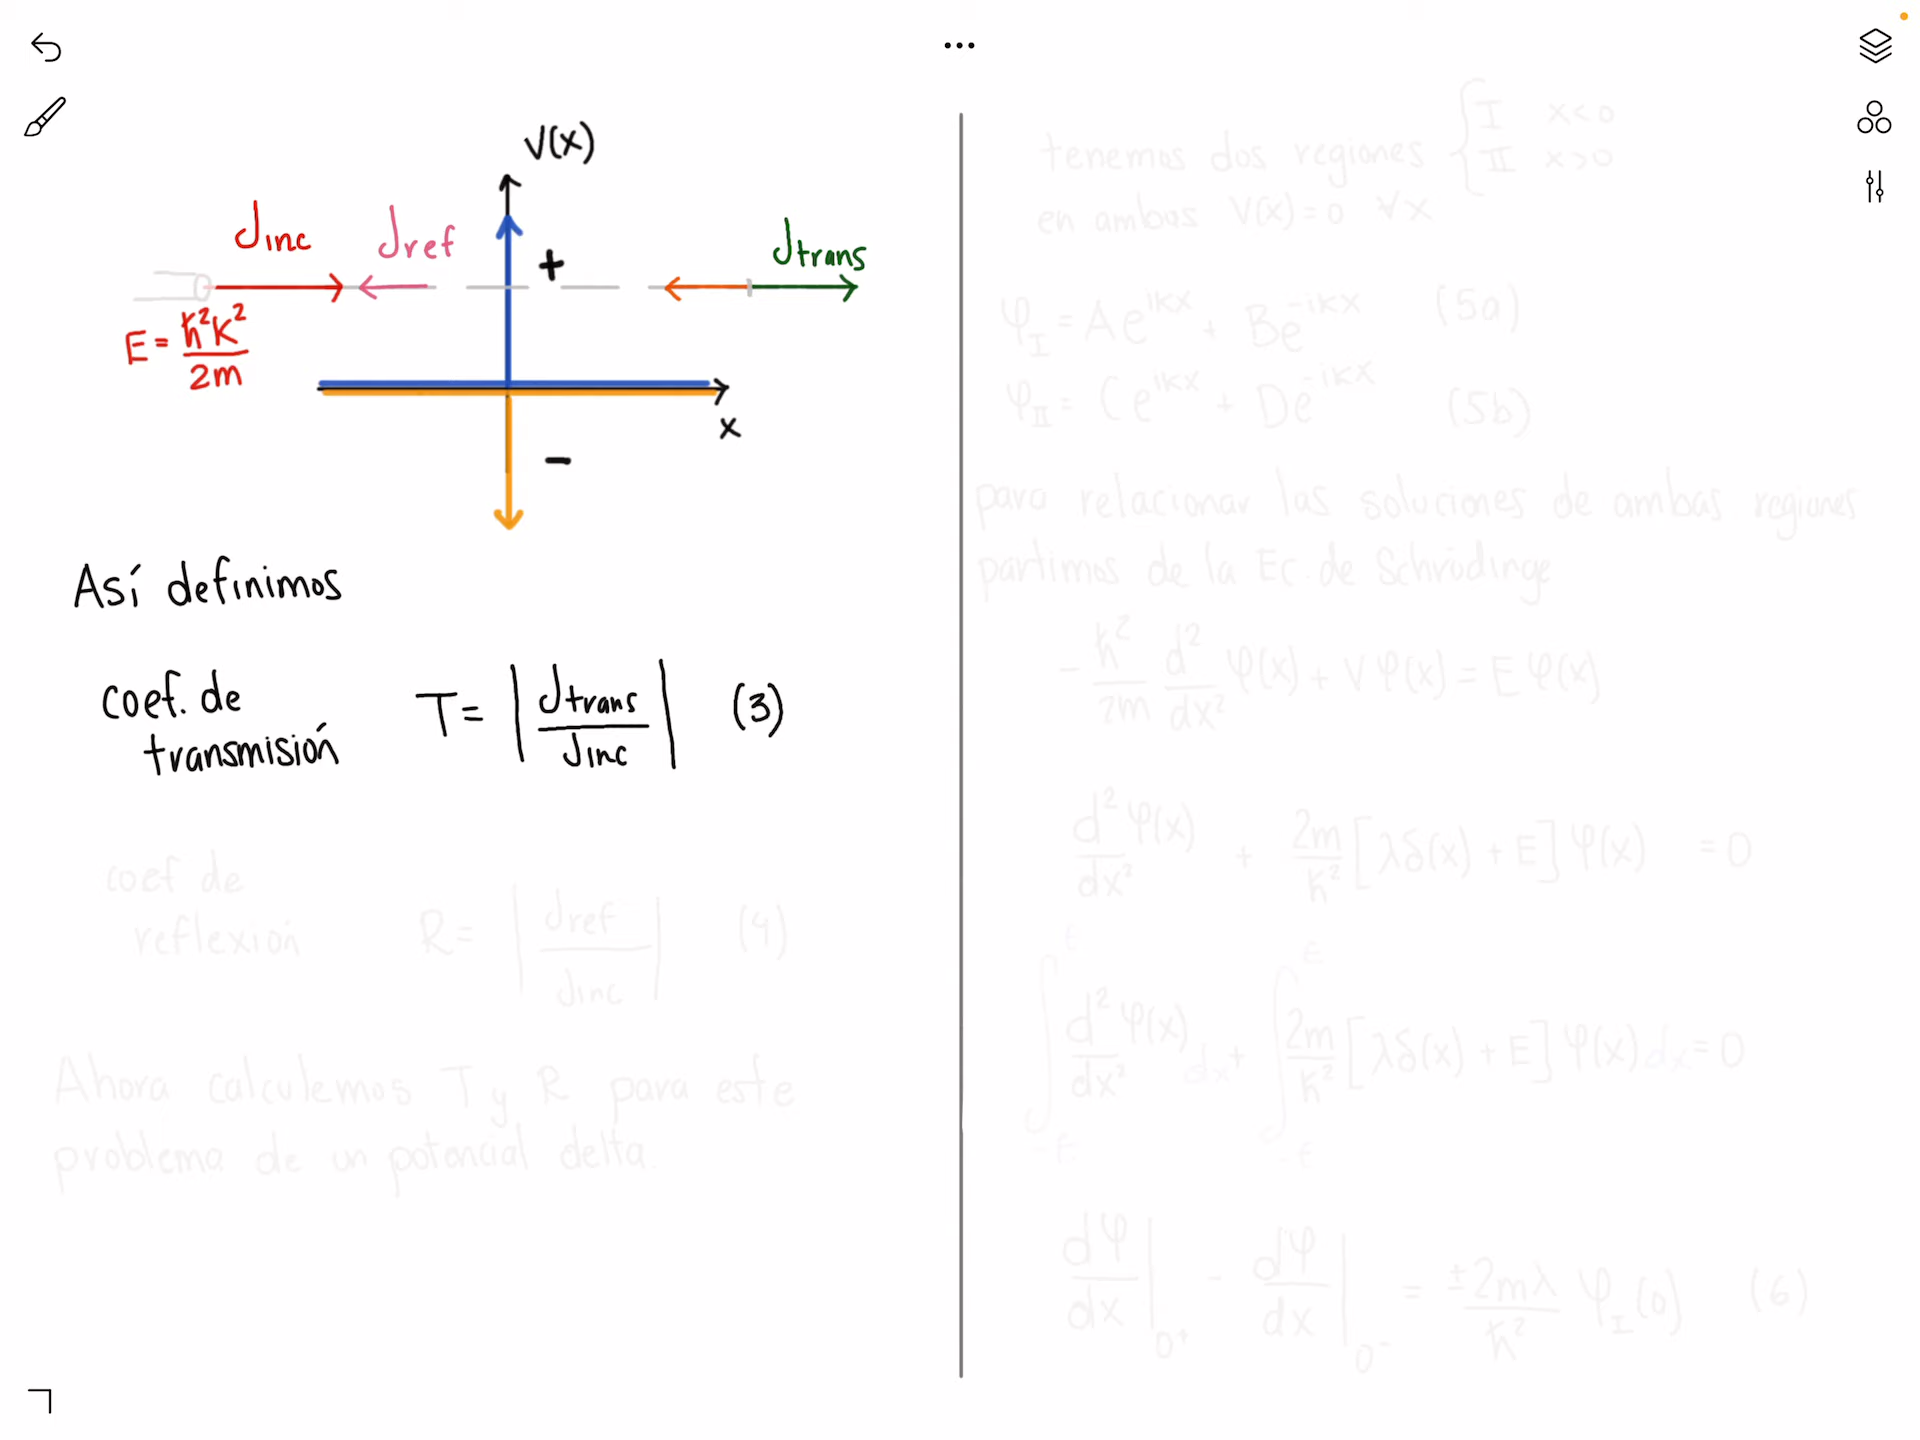 V(x)
Jinc
Jref
+
Jtrans
E = ħ²K²/2m
x
-
Así definimos
coef. de
transmisión T = |Jtrans/Jinc| (3)
coef de
reflexión R = |Jref/Jinc| (4)
Ahora calculemos T y R para este
problema de un potencial delta.
tenemos dos regiones { I x<0
II x>0
en ambas V(x) = 0 ∀x
φ_I = Ae^{ikx} + Be^{-ikx} (5a)
φ_II = Ce^{ikx} + De^{-ikx} (5b)
para relacionar las soluciones de ambas regiones
partimos de la Ec. de Schrödinge
-ħ²/2m d²/dx² φ(x) + Vφ(x) = Eφ(x)
d²φ(x)/dx² + 2m/ħ² [λδ(x) + E] φ(x) = 0
∫_{-ε}^{ε} d²φ(x)/dx² dx + ∫_{-ε}^{ε} 2m/ħ² [λδ(x) + E] φ(x) dx = 0
dφ/dx|_{0⁺} - dφ/dx|_{0⁻} = ±2mλ/ħ² φ_I(0) (6)